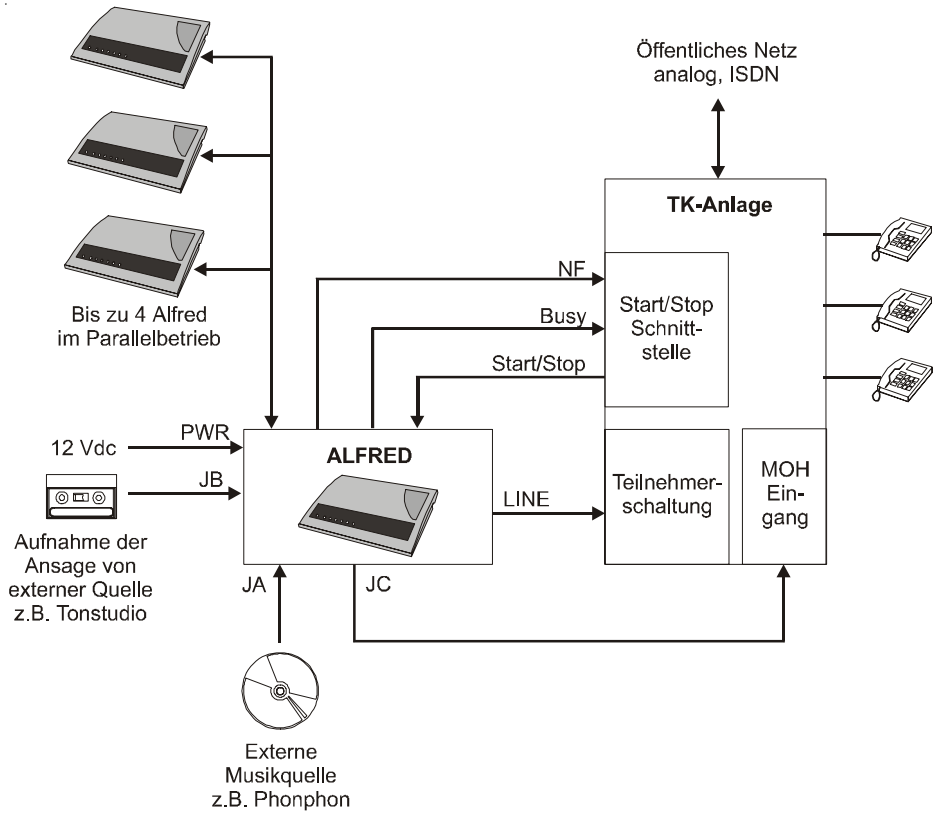 Öffentliches Netz
analog, ISDN
TK-Anlage
NF
Start/Stop
Schnitt-
stelle
Busy
Start/Stop
Bis zu 4 Alfred
im Parallelbetrieb
PWR
12 Vdc
JB
ALFRED
LINE
Teilnehmer-
schaltung
MOH
Ein-
gang
Aufnahme der
Ansage von
externer Quelle
z.B. Tonstudio
JA
JC
Externe
Musikquelle
z.B. Phonphon